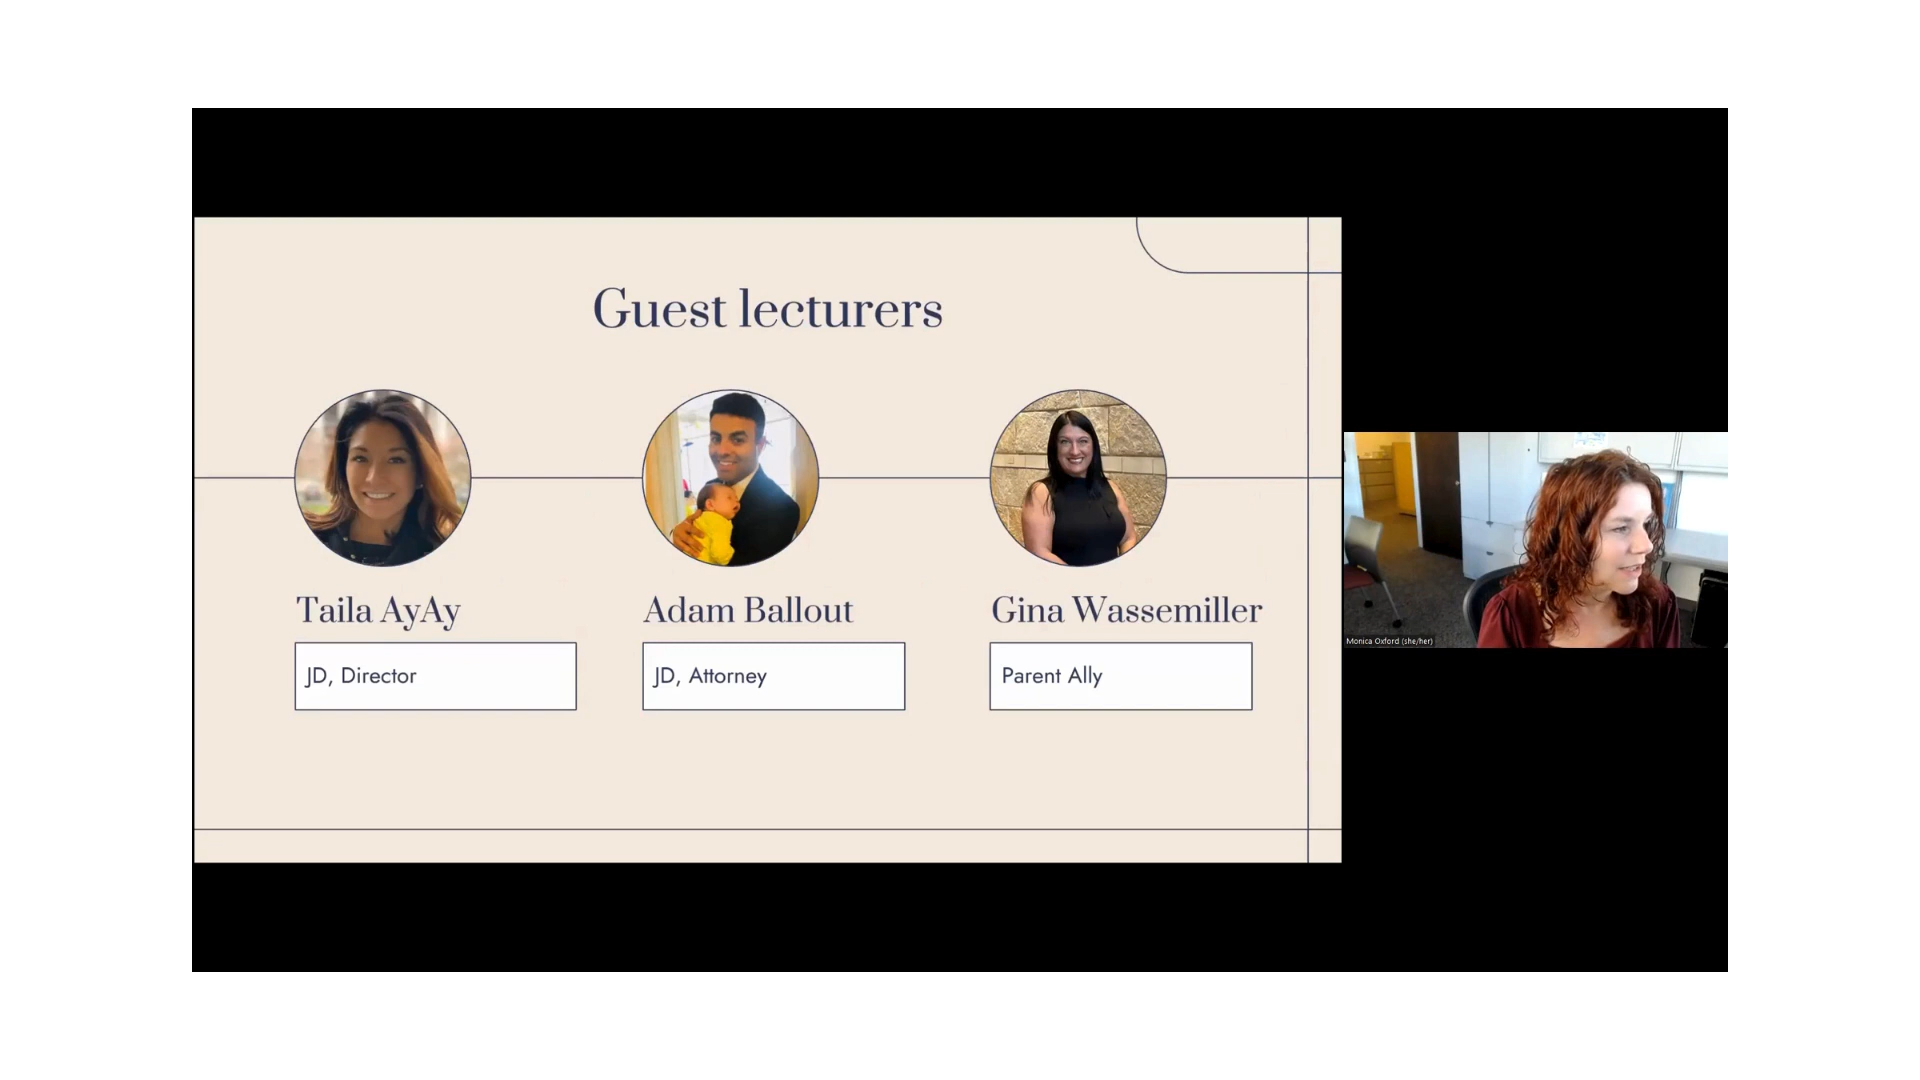 Guest lecturers
Taila AyAy
Adam Ballout
Gina Wassemiller
JD, Director
JD, Attorney
Parent Ally
Monica Oxford (she/her)